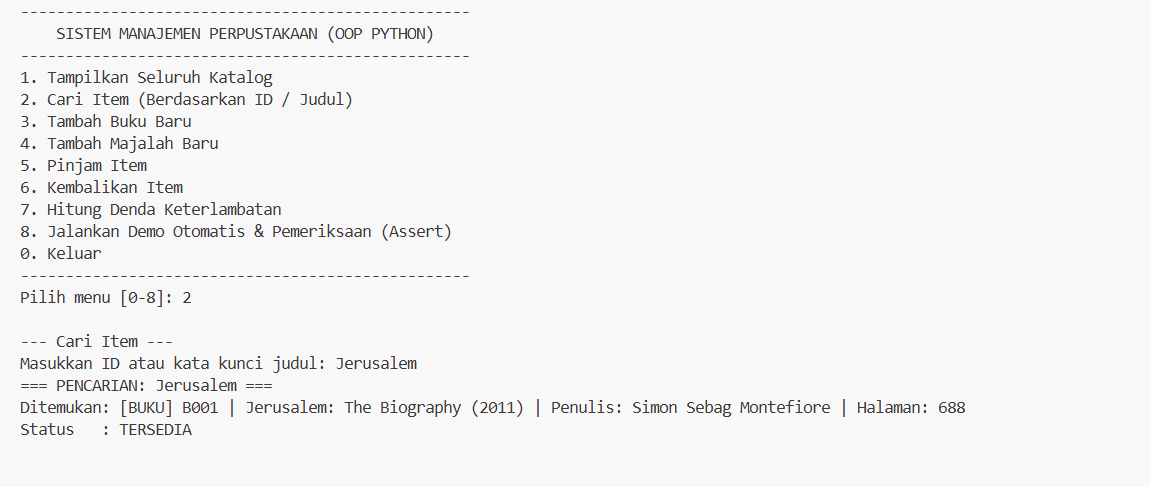 --------------------------------------------------
    SISTEM MANAJEMEN PERPUSTAKAAN (OOP PYTHON)
--------------------------------------------------
1. Tampilkan Seluruh Katalog
2. Cari Item (Berdasarkan ID / Judul)
3. Tambah Buku Baru
4. Tambah Majalah Baru
5. Pinjam Item
6. Kembalikan Item
7. Hitung Denda Keterlambatan
8. Jalankan Demo Otomatis & Pemeriksaan (Assert)
0. Keluar
--------------------------------------------------
Pilih menu [0-8]: 2

--- Cari Item ---
Masukkan ID atau kata kunci judul: Jerusalem
=== PENCARIAN: Jerusalem ===
Ditemukan: [BUKU] B001 | Jerusalem: The Biography (2011) | Penulis: Simon Sebag Montefiore | Halaman: 688
Status   : TERSEDIA